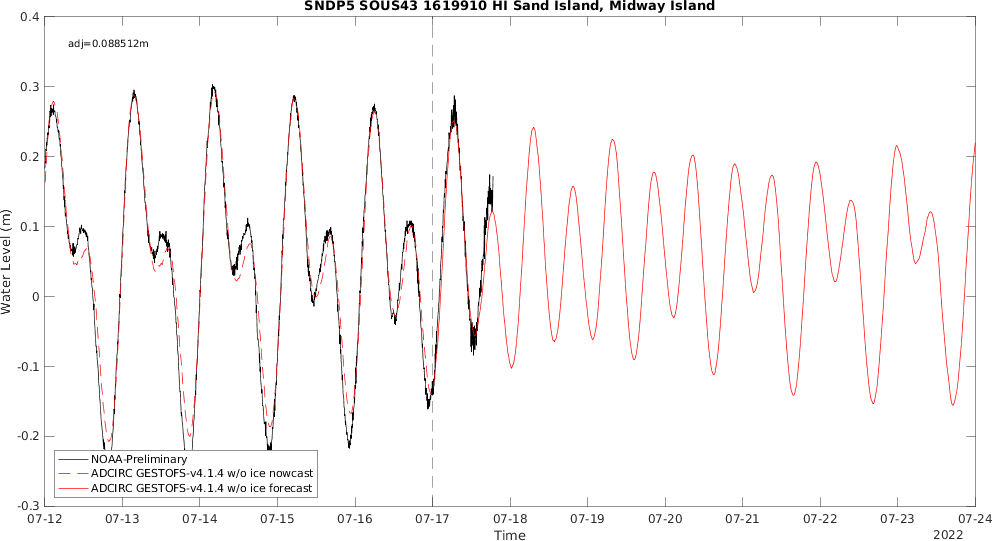 SNDP5 SOUS43 1619910 HI Sand Island, Midway Island
adj=0.088512m
0.4
0.3
0.2
0.1
0
-0.1
-0.2
-0.3
Water Level (m)
NOAA-Preliminary
ADCIRC GESTOFS-v4.1.4 w/o ice nowcast
ADCIRC GESTOFS-v4.1.4 w/o ice forecast
07-12 07-13 07-14 07-15 07-16 07-17 07-18 07-19 07-20 07-21 07-22 07-23 07-24
Time
2022